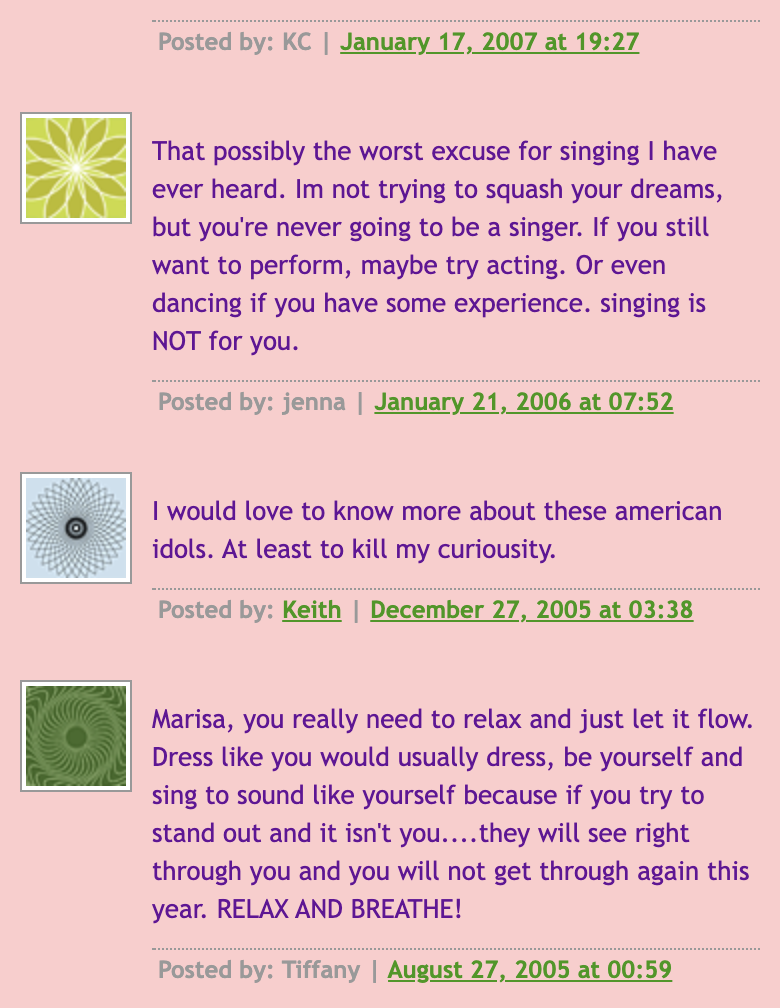 Posted by: KC | January 17, 2007 at 19:27
That possibly the worst excuse for singing I have
ever heard. Im not trying to squash your dreams,
but you're never going to be a singer. If you still
want to perform, maybe try acting. Or even
dancing if you have some experience. singing is
NOT for you.
Posted by: jenna | January 21, 2006 at 07:52
I would love to know more about these american
idols. At least to kill my curiousity.
Posted by: Keith | December 27, 2005 at 03:38
Marisa, you really need to relax and just let it flow.
Dress like you would usually dress, be yourself and
sing to sound like yourself because if you try to
stand out and it isn't you....they will see right
through you and you will not get through again this
year. RELAX AND BREATHE!
Posted by: Tiffany | August 27, 2005 at 00:59